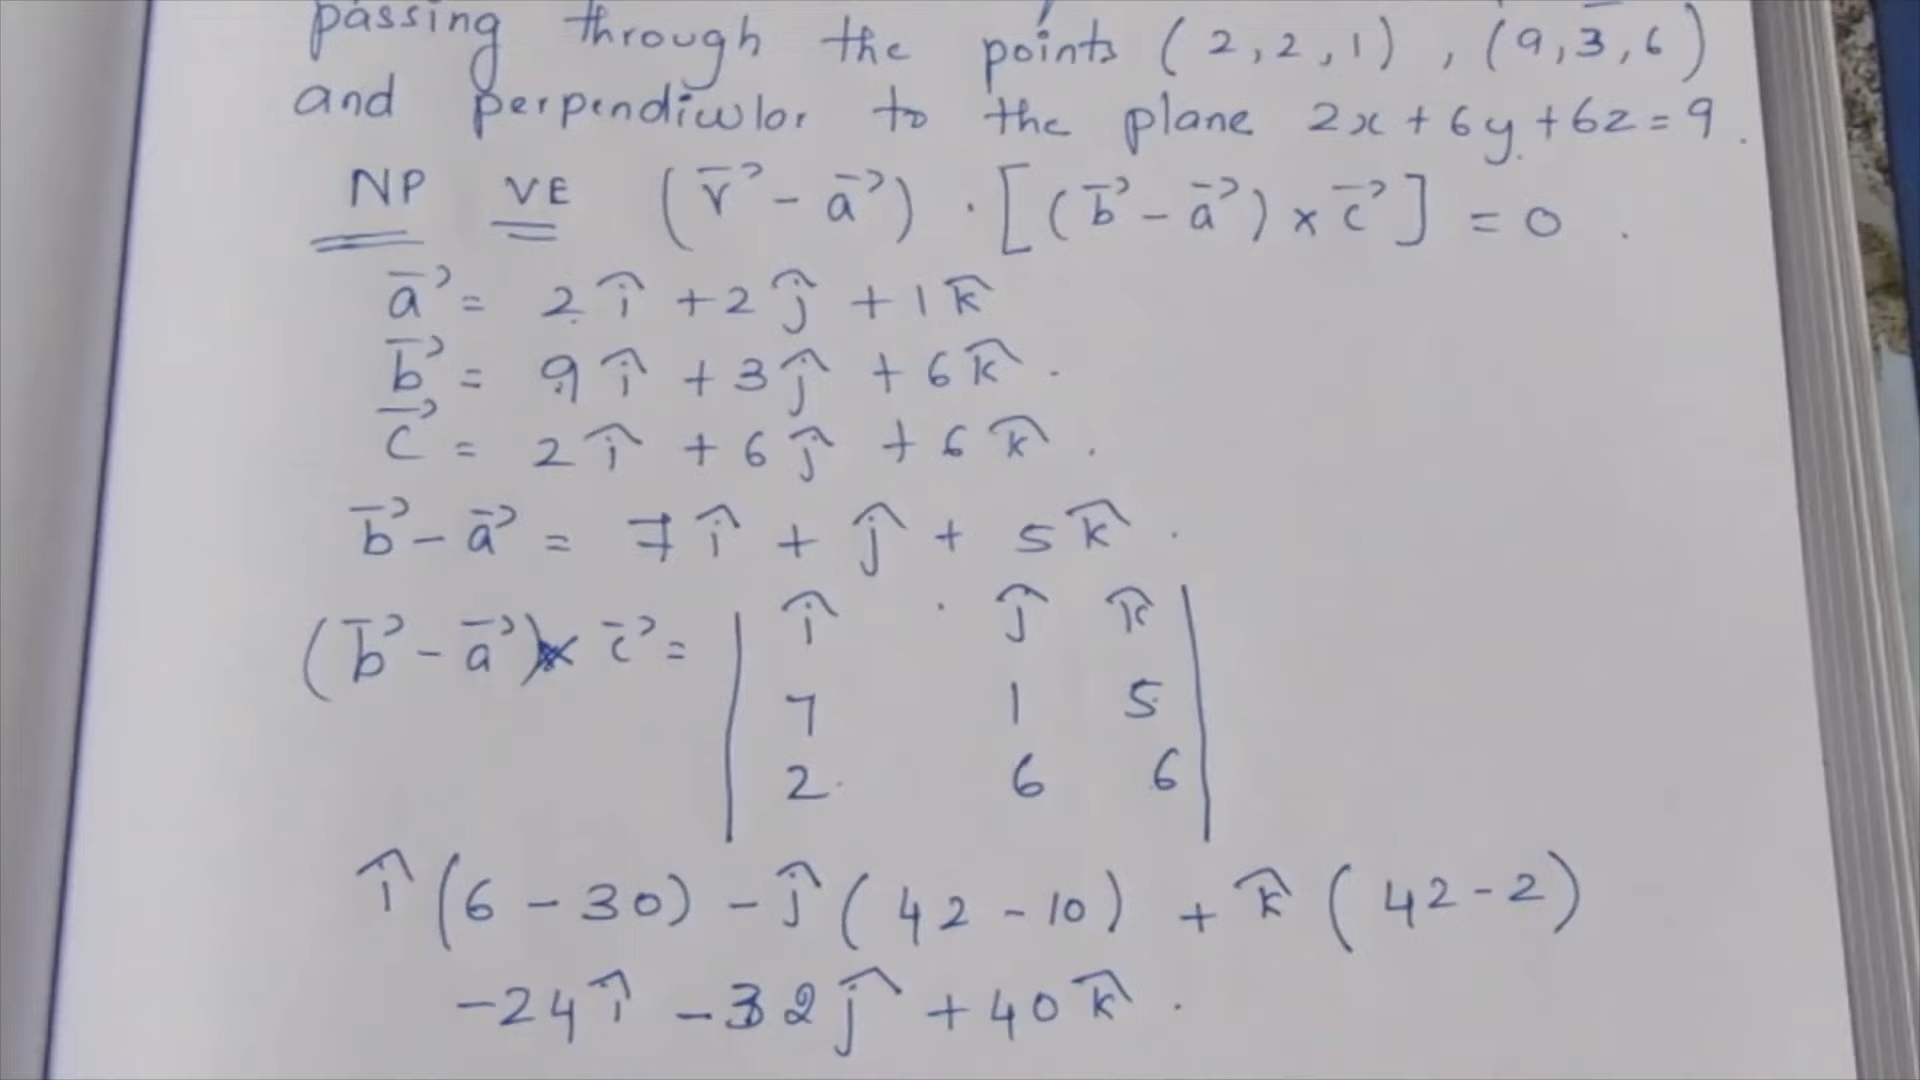 passing through the points (2,2,1), (9,3,6)
and perpendiculor to the plane 2x+6y+6z=9.
NP VE (r⃗ - a⃗) · [(b⃗ - a⃗) × c⃗] = 0.
a⃗ = 2î + 2ĵ + 1k̂
b⃗ = 9î + 3ĵ + 6k̂.
c⃗ = 2î + 6ĵ + 6k̂.
b⃗ - a⃗ = 7î + ĵ + 5k̂.
(b⃗ - a⃗) × c⃗ = | î ĵ k̂ |
7 1 5
2 6 6
î(6-30) - ĵ(42-10) + k̂(42-2)
-24î - 32ĵ + 40k̂.